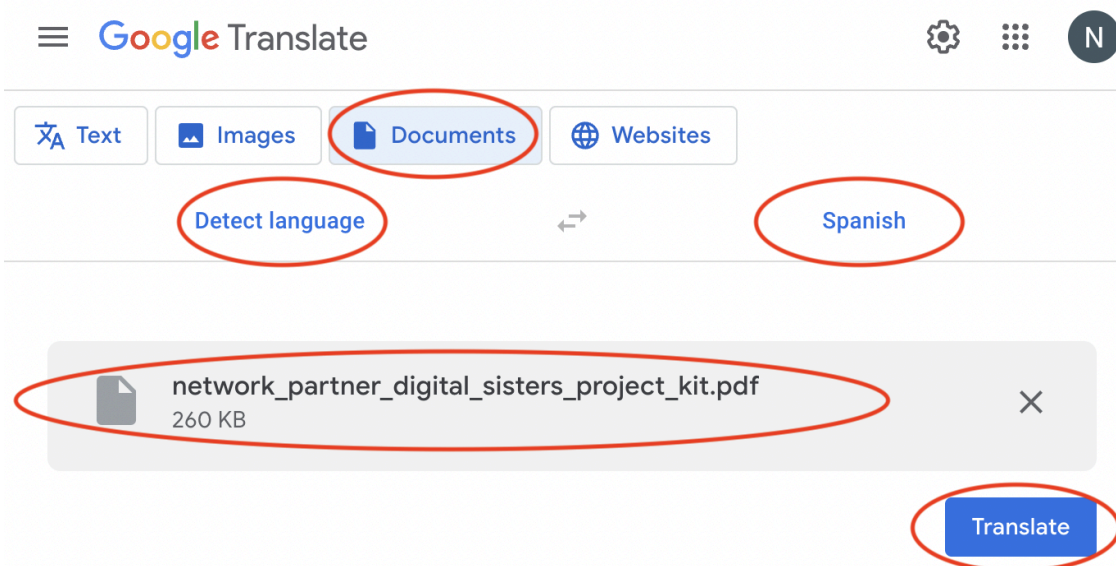 Google Translate
N
Text
Images
Documents
Websites
Detect language
Spanish
network_partner_digital_sisters_project_kit.pdf
260 KB
Translate